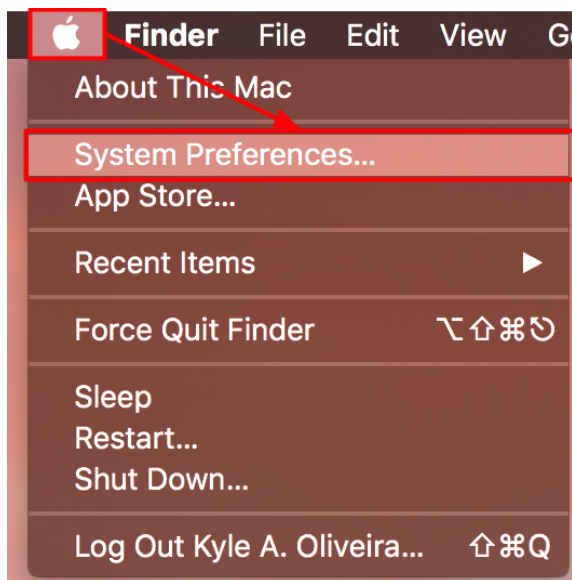 Finder File Edit View G
About This Mac
System Preferences...
App Store...
Recent Items ▶
Force Quit Finder ⌥⇧⌘⎋
Sleep
Restart...
Shut Down...
Log Out Kyle A. Oliveira... ⇧⌘Q